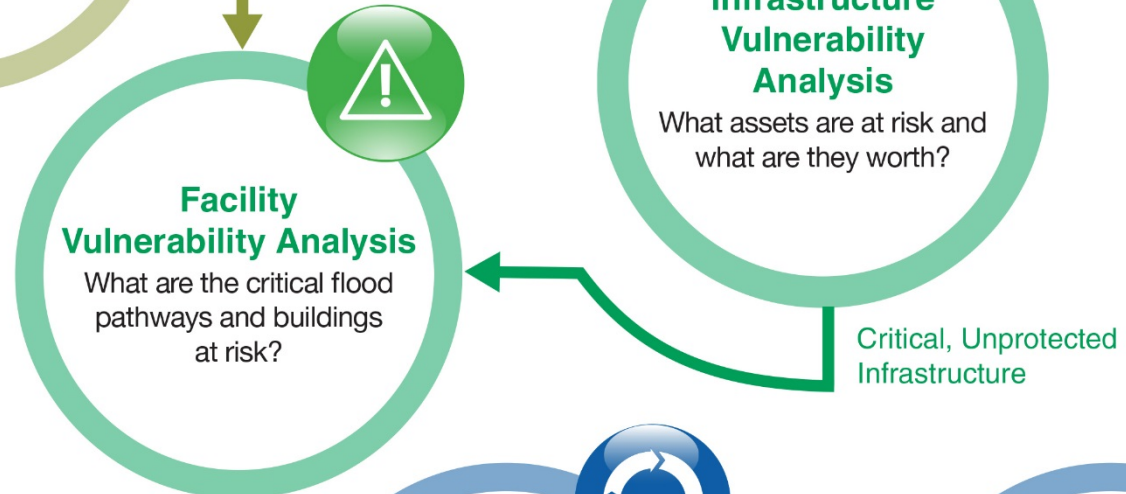 Infrastructure
Vulnerability
Analysis
What assets are at risk and
what are they worth?
Facility
Vulnerability Analysis
What are the critical flood
pathways and buildings
at risk?
Critical, Unprotected
Infrastructure